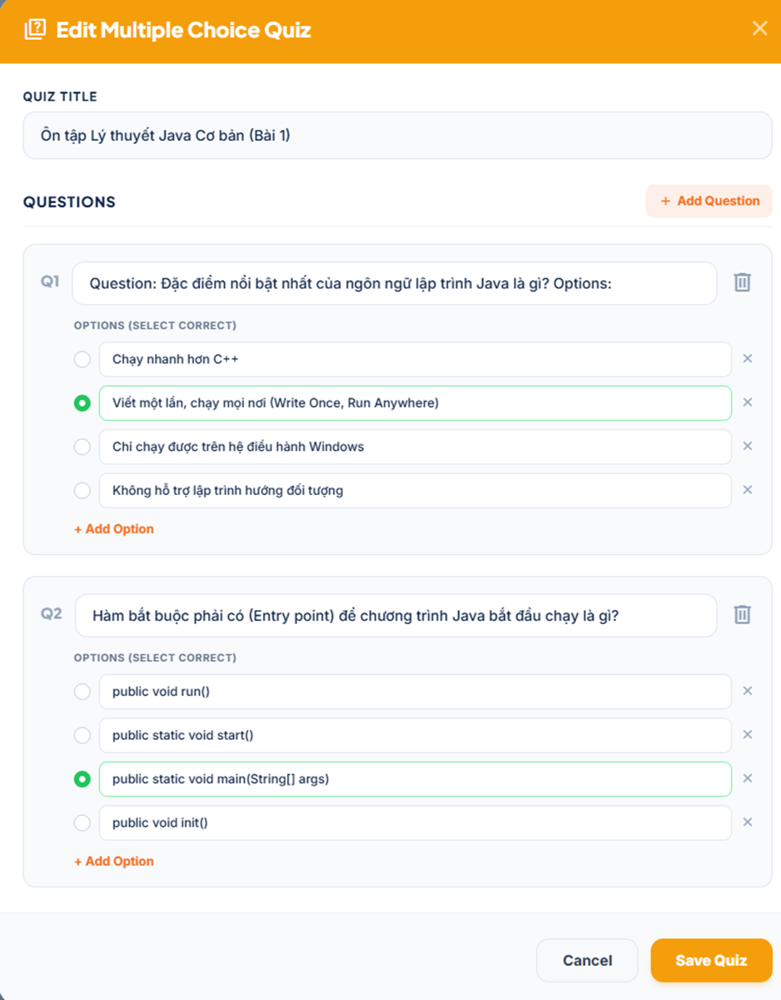 Edit Multiple Choice Quiz
QUIZ TITLE
Ôn tập Lý thuyết Java Cơ bản (Bài 1)
QUESTIONS
+ Add Question
Q1
Question: Đặc điểm nổi bật nhất của ngôn ngữ lập trình Java là gì? Options:
OPTIONS (SELECT CORRECT)
Chạy nhanh hơn C++
Viết một lần, chạy mọi nơi (Write Once, Run Anywhere)
Chỉ chạy được trên hệ điều hành Windows
Không hỗ trợ lập trình hướng đối tượng
+ Add Option
Q2
Hàm bắt buộc phải có (Entry point) để chương trình Java bắt đầu chạy là gì?
OPTIONS (SELECT CORRECT)
public void run()
public static void start()
public static void main(String[] args)
public void init()
+ Add Option
Cancel
Save Quiz